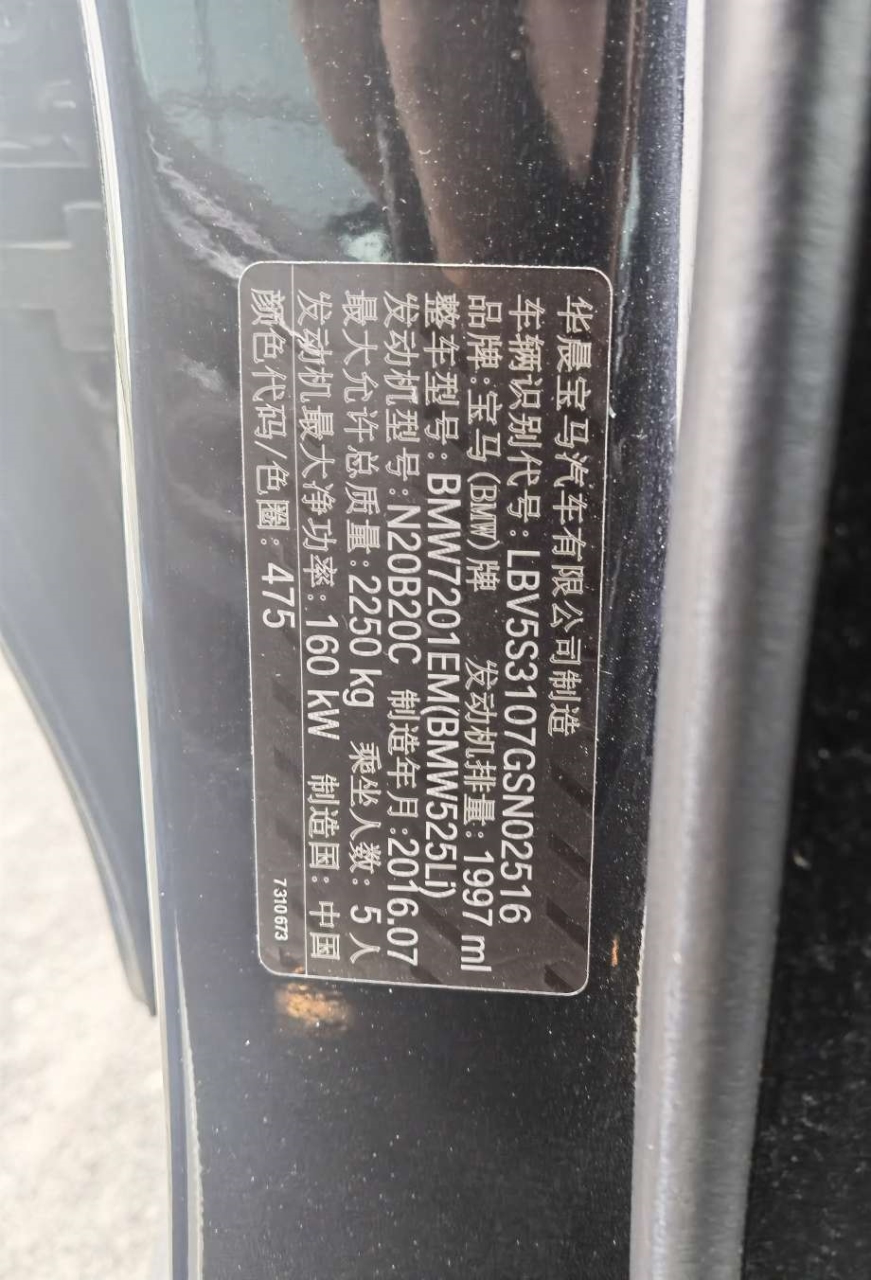 华晨宝马汽车有限公司制造
车辆识别代号: LBV5S3107GSN02516
品牌:宝马(BMW)牌 发动机排量: 1997 ml
整车型号: BMW7201EM(BMW525Li)
发动机型号: N20B20C 制造年月:2016.07
最大允许总质量: 2250 kg 乘坐人数: 5 人
发动机最大净功率: 160 kW 制造国: 中国
颜色代码/色圈: 475
7310673